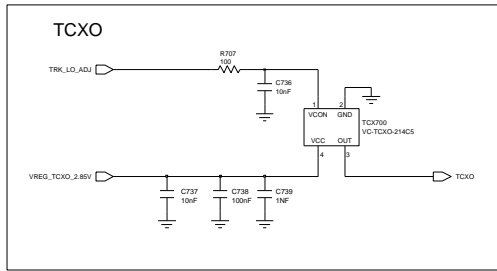 TCXO
R707
100
TRK_LO_ADJ
C736
10nF
1
2
VCON
GND
TCX700
VC-TCXO-214C5
VCC
OUT
4
3
VREG_TCXO_2.85V
TCXO
C737
10nF
C738
100nF
C739
1NF